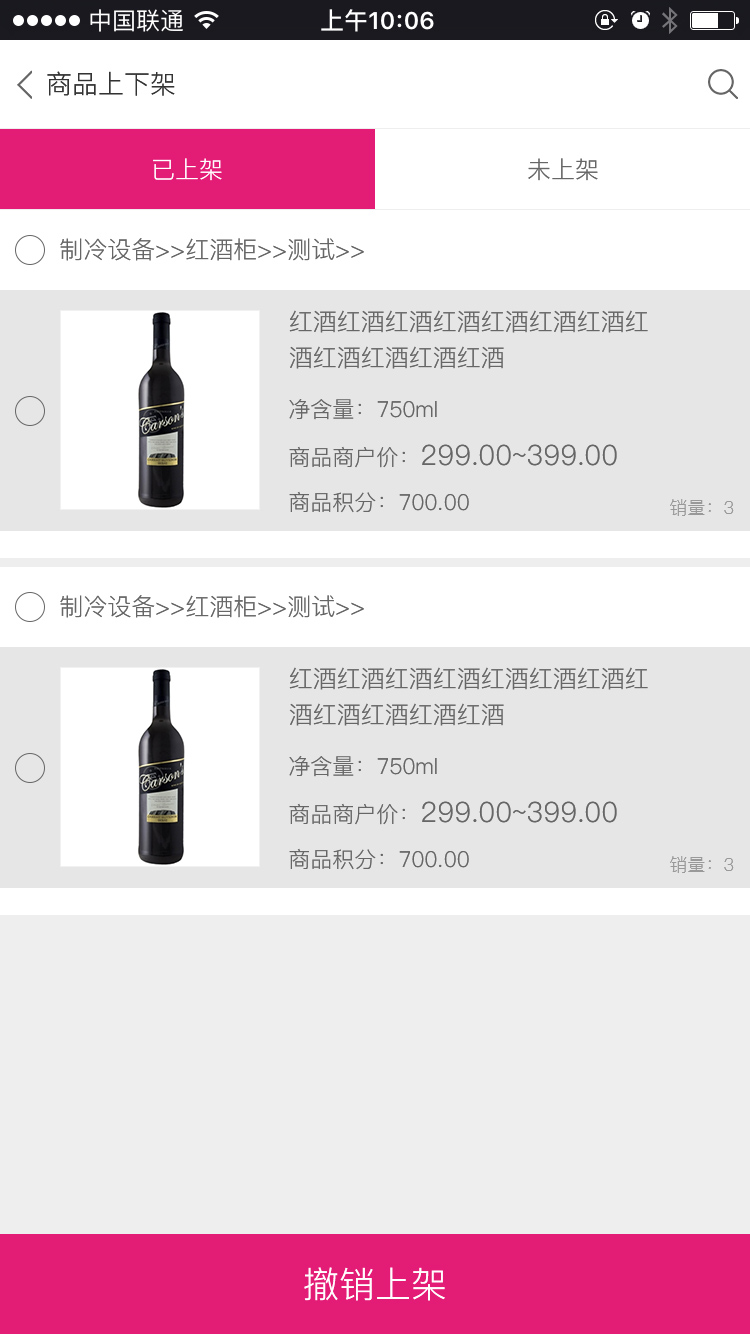 中国联通 上午10:06
商品上下架
已上架 未上架
制冷设备>>红酒柜>>测试>>
红酒红酒红酒红酒红酒红酒红酒红
酒红酒红酒红酒红酒
净含量：750ml
商品商户价：299.00~399.00
商品积分：700.00
销量：3
Carson's
制冷设备>>红酒柜>>测试>>
红酒红酒红酒红酒红酒红酒红酒红
酒红酒红酒红酒红酒
净含量：750ml
商品商户价：299.00~399.00
商品积分：700.00
销量：3
Carson's
撤销上架